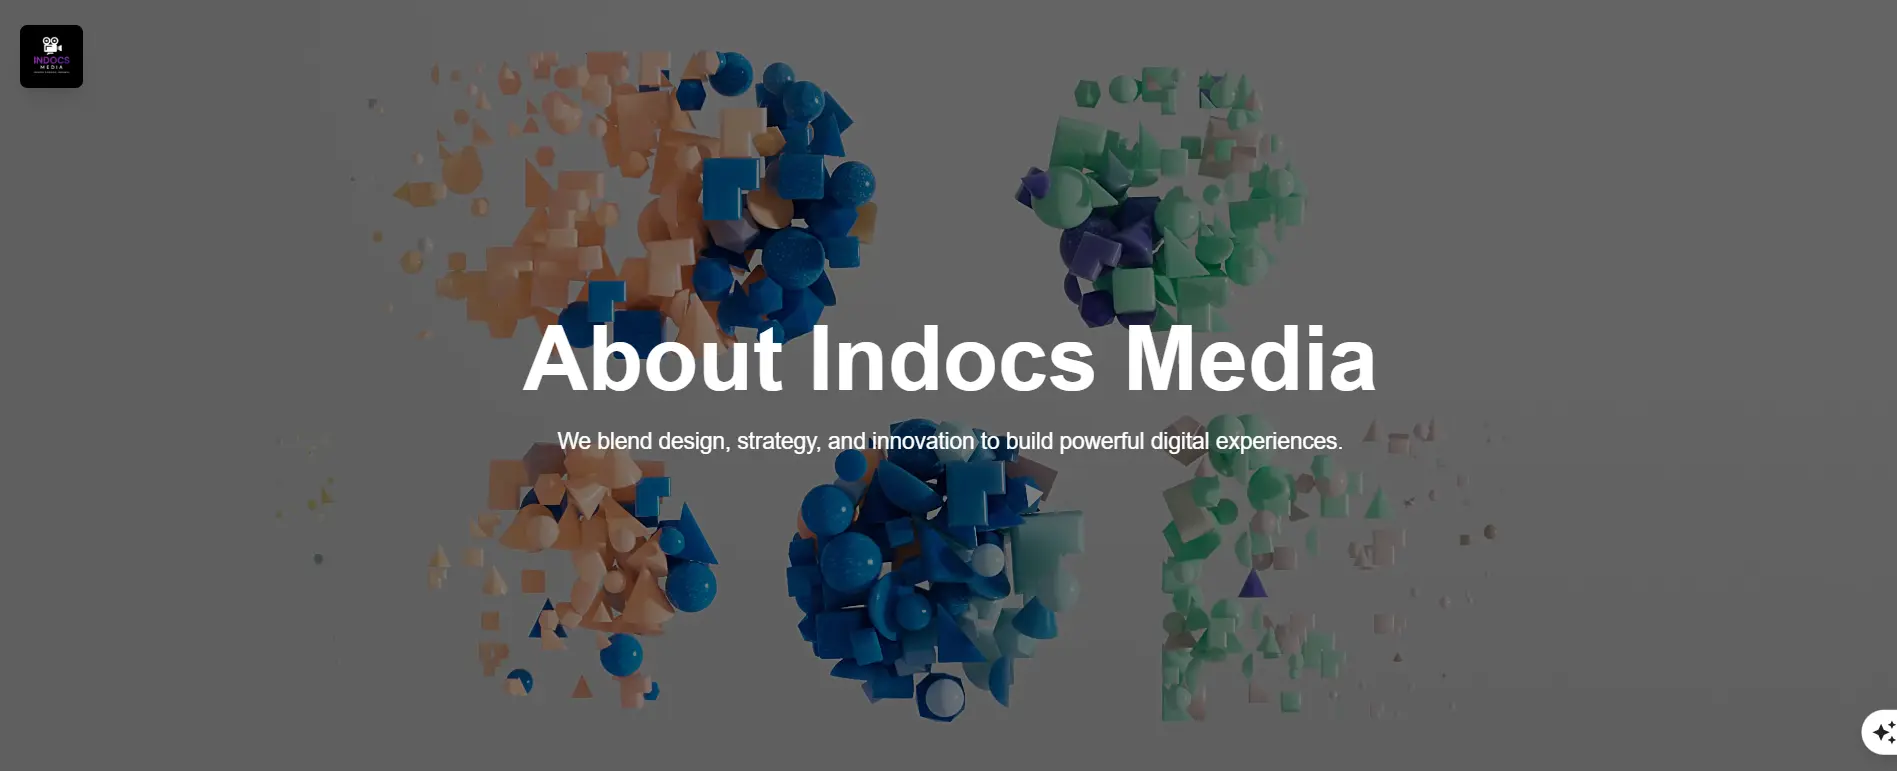 INDOCS
MEDIA
About Indocs Media
We blend design, strategy, and innovation to build powerful digital experiences.